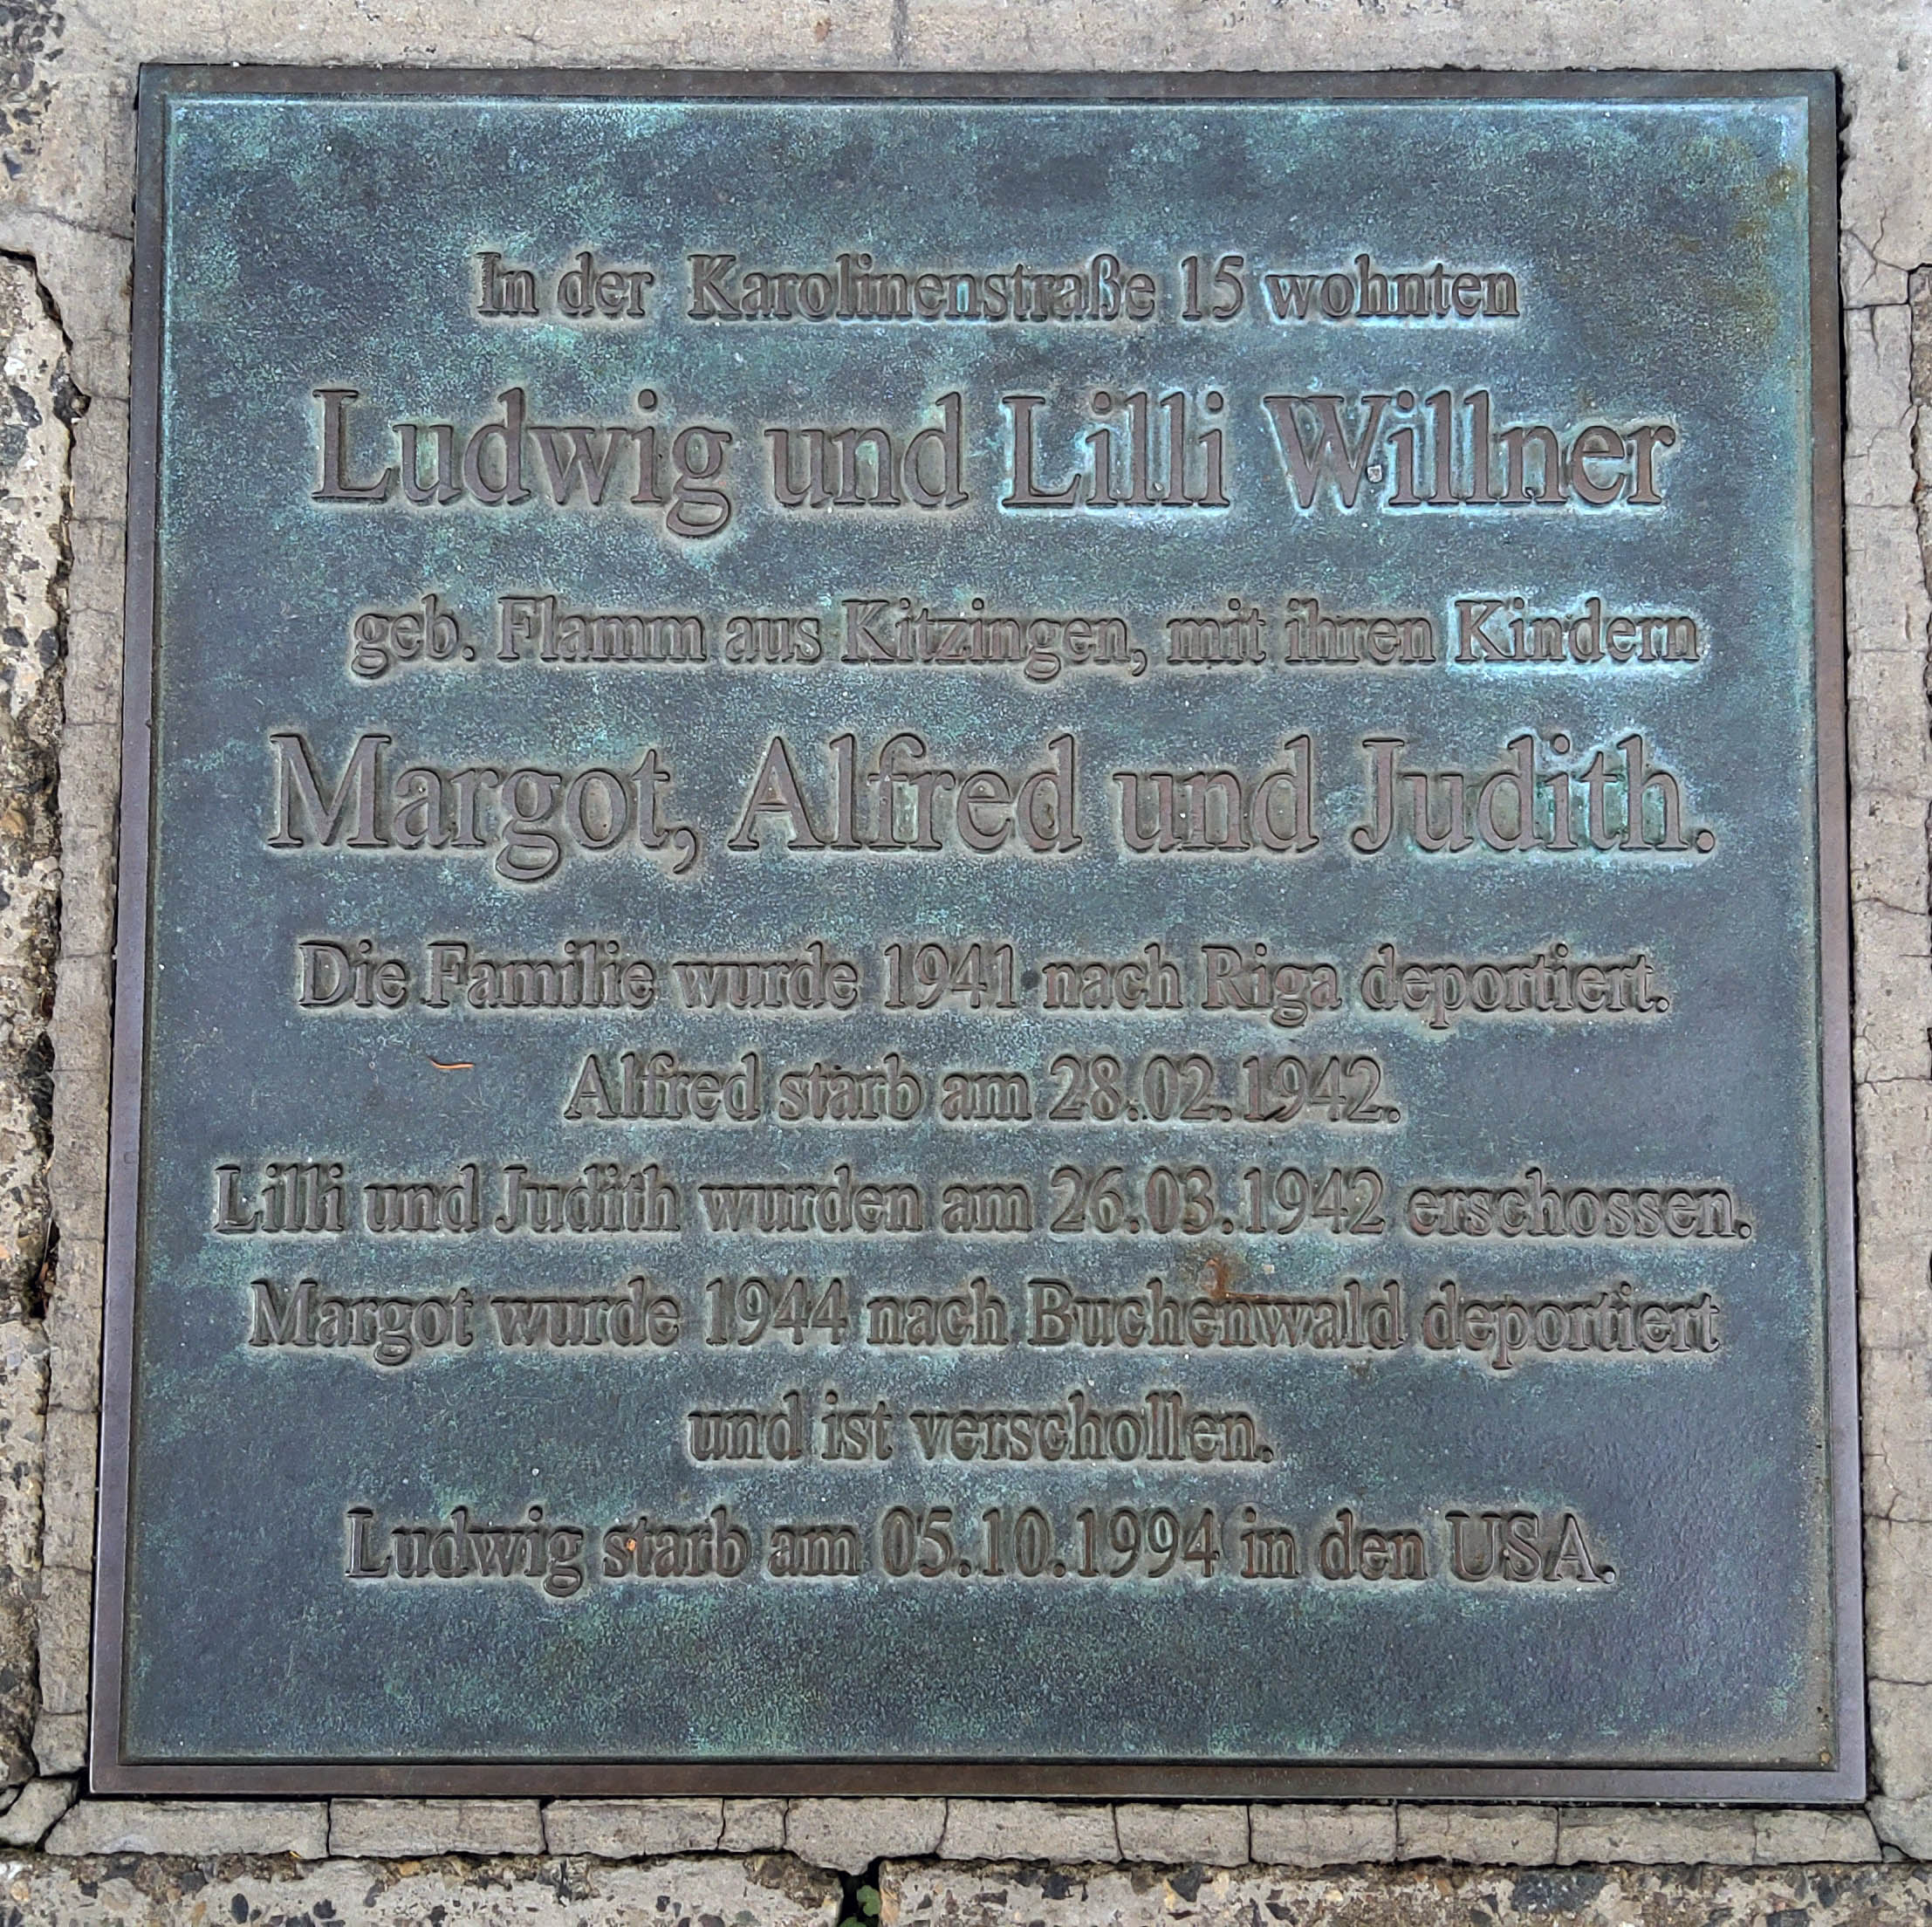 In der Karolinenstraße 15 wohnten
Ludwig und Lilli Willner
geb. Flamm aus Kitzingen, mit ihren Kindern
Margot, Alfred und Judith.
Die Familie wurde 1941 nach Riga deportiert.
Alfred starb am 28.02.1942.
Lilli und Judith wurden am 26.03.1942 erschossen.
Margot wurde 1944 nach Buchenwald deportiert
und ist verschollen.
Ludwig starb am 05.10.1994 in den USA.